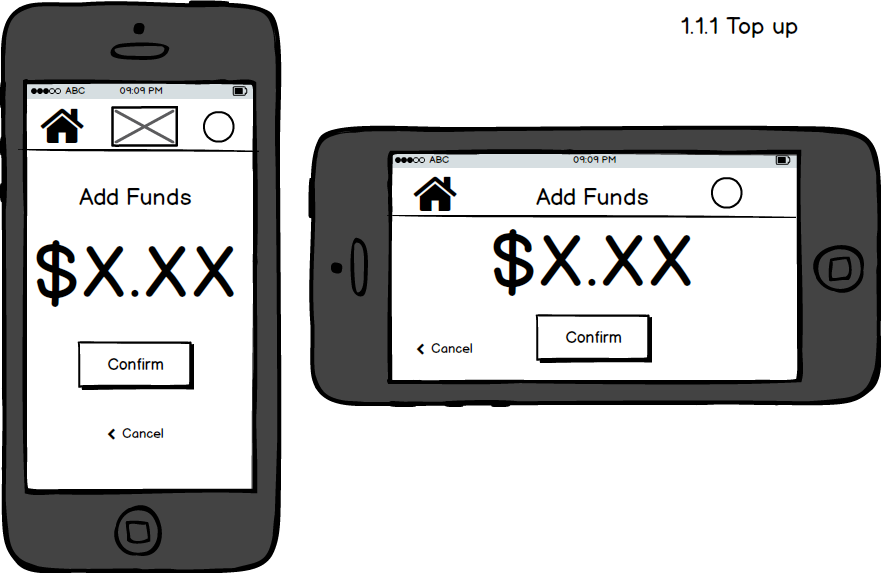 1.1.1 Top up
ABC 09:09 PM
Add Funds
$X.XX
Confirm
Cancel
ABC 09:09 PM
Add Funds
$X.XX
Confirm
Cancel